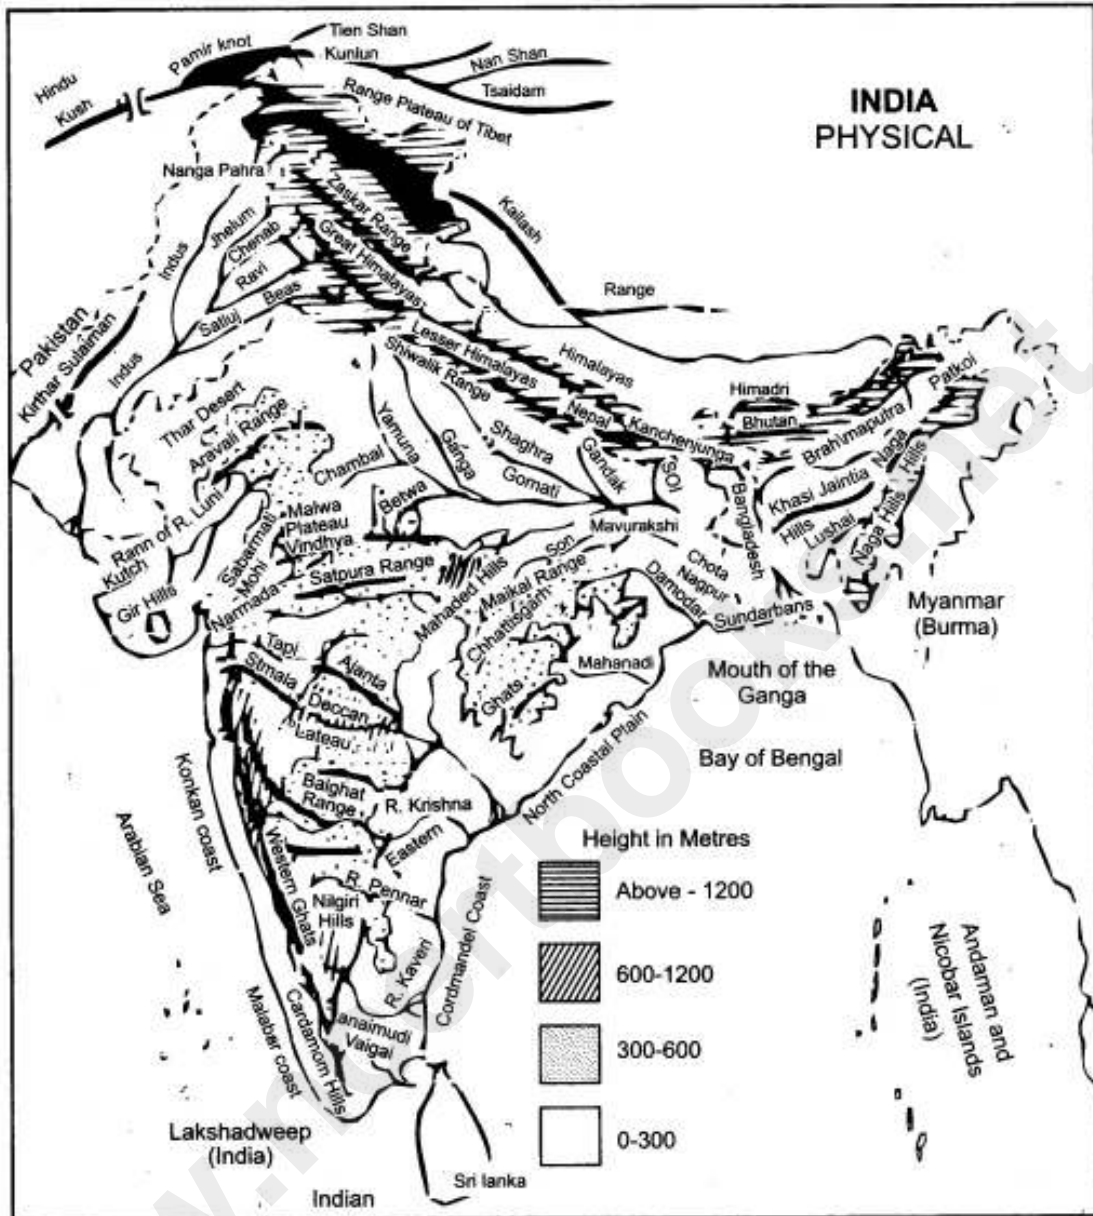 Tien Shan
Pamir knot
Kunlun
Nan Shan
Hindu
Kush
Tsaidam
Range Plateau of Tibet
INDIA
PHYSICAL
Nanga Pahra
Zaskar Range
Kailash
Range
Indus
Jhelum
Chenab
Ravi
Beas
Satluj
Great Himalayas
Pakistan
Kirthar Sulaiman
Indus
Lesser Himalayas
Himalayas
Shiwalik Range
Nepal
Kanchenjunga
Himadri
Bhutan
Patkoi
Brahmaputra
Naga
Hills
Thar Desert
Aravali Range
Yamuna
Ganga
Shaghra
Gomati
Gandak
SOI
Bangladesh
Khasi Jaintia
Hills
Lushai
Naga Hills
Chambal
Betwa
Rann of R. Luni
Kutch
Sabarmati
Mohi
Malwa
Plateau
Vindhya
Mavurakshi
Son
Chota
Nagpur
Damodar
Sundarbans
Myanmar
(Burma)
Gir Hills
Narmada
Satpura Range
Mahaded Hills
Maikal Range
Chhattisgarh
Mahanadi
Ghats
Mouth of the
Ganga
Tapi
Stmala
Ajanta
Deccan
Lateau
Bay of Bengal
North Coastal Plain
Konkan coast
Arabian Sea
Balghat
Range
R. Krishna
Eastern
Western Ghats
R. Pennar
Nilgiri
Hills
R. Kaveri
Cordmandel Coast
Malabar coast
Cardamom Hills
anaimudi
Vaigai
Height in Metres
Above - 1200
600-1200
300-600
0-300
Andaman and
Nicobar Islands
(India)
Lakshadweep
(India)
Sri lanka
Indian